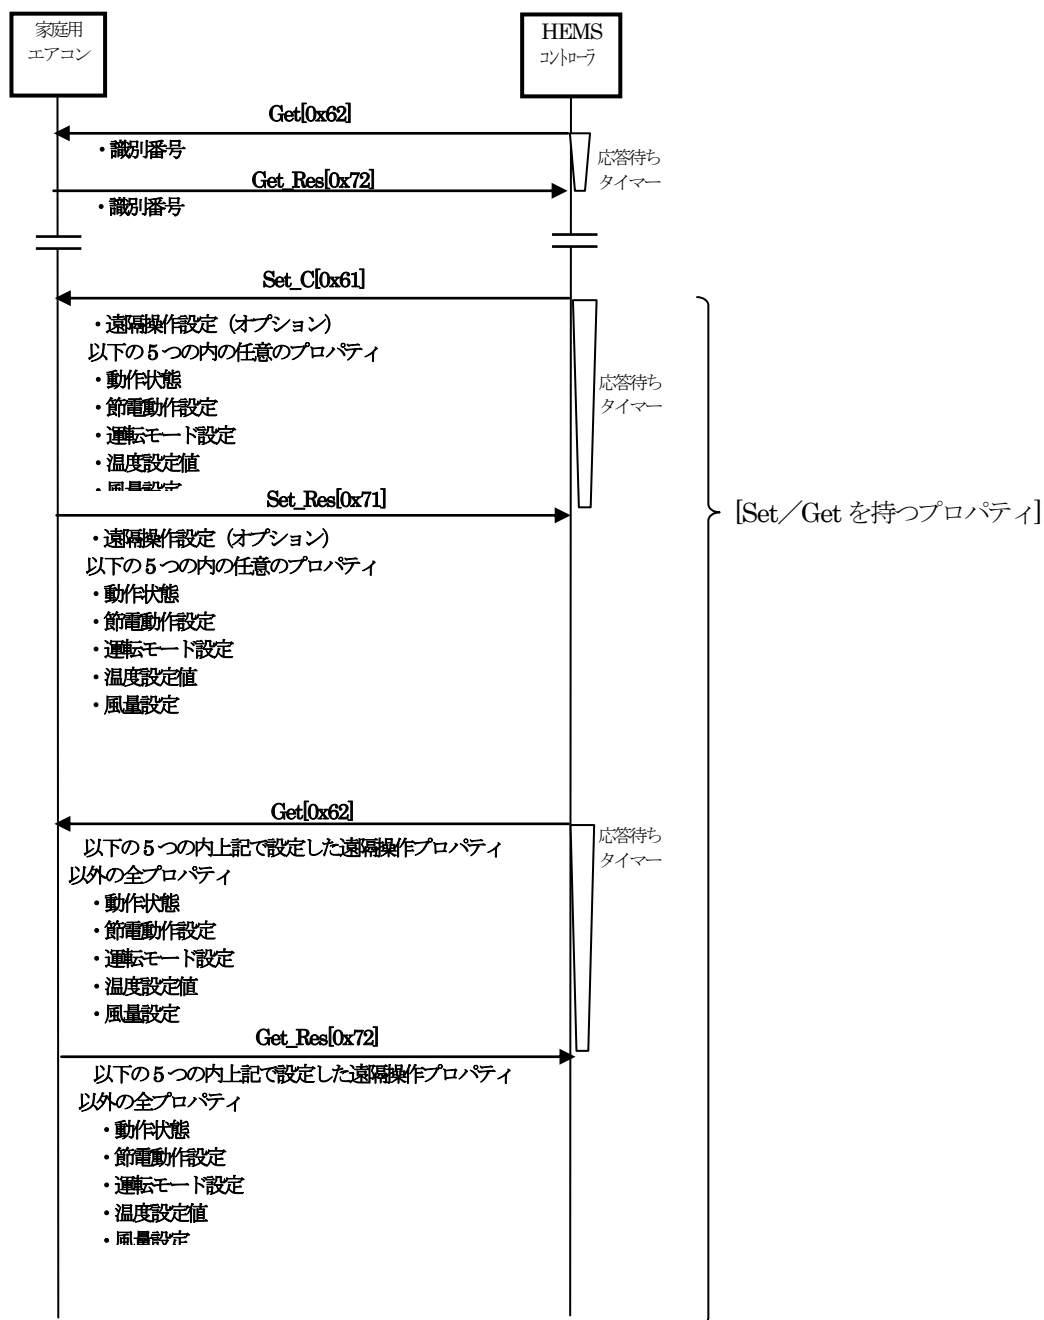 家庭用
エアコン
HEMS
コントローラ
Get[0x62]
・識別番号
応答待ち
タイマー
Get_Res[0x72]
・識別番号
Set_C[0x61]
・遠隔操作設定（オプション）
以下の5つの内の任意のプロパティ
・動作状態
・節電動作設定
・運転モード設定
・温度設定値
・風量設定
応答待ち
タイマー
Set_Res[0x71]
[Set／Get を持つプロパティ]
・遠隔操作設定（オプション）
以下の5つの内の任意のプロパティ
・動作状態
・節電動作設定
・運転モード設定
・温度設定値
・風量設定
Get[0x62]
応答待ち
タイマー
以下の5つの内上記で設定した遠隔操作プロパティ
以外の全プロパティ
・動作状態
・節電動作設定
・運転モード設定
・温度設定値
・風量設定
Get_Res[0x72]
以下の5つの内上記で設定した遠隔操作プロパティ
以外の全プロパティ
・動作状態
・節電動作設定
・運転モード設定
・温度設定値
・風量設定